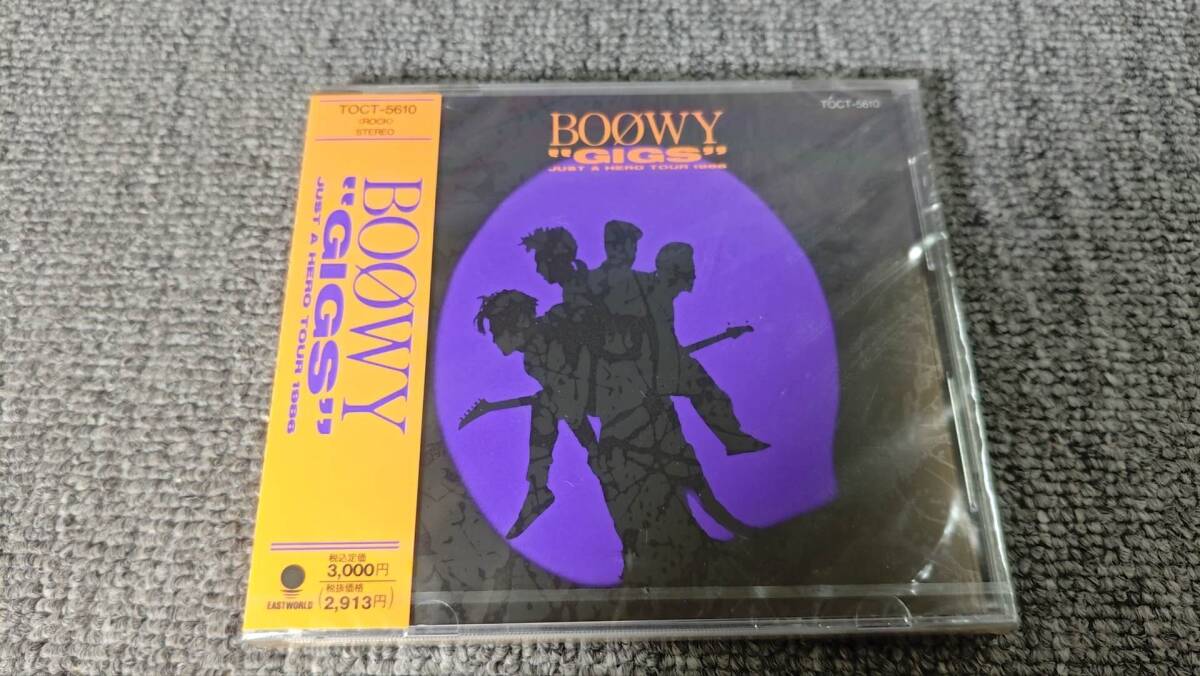 TOCT-5610
<ROCK>
STEREO
BOØWY
"GIGS"
JUST A HERO TOUR 1986
税込定価
3,000円
税抜価格
(2,913円)
EASTWORLD
TOCT-5610
BOØWY
"GIGS"
JUST A HERO TOUR 1986